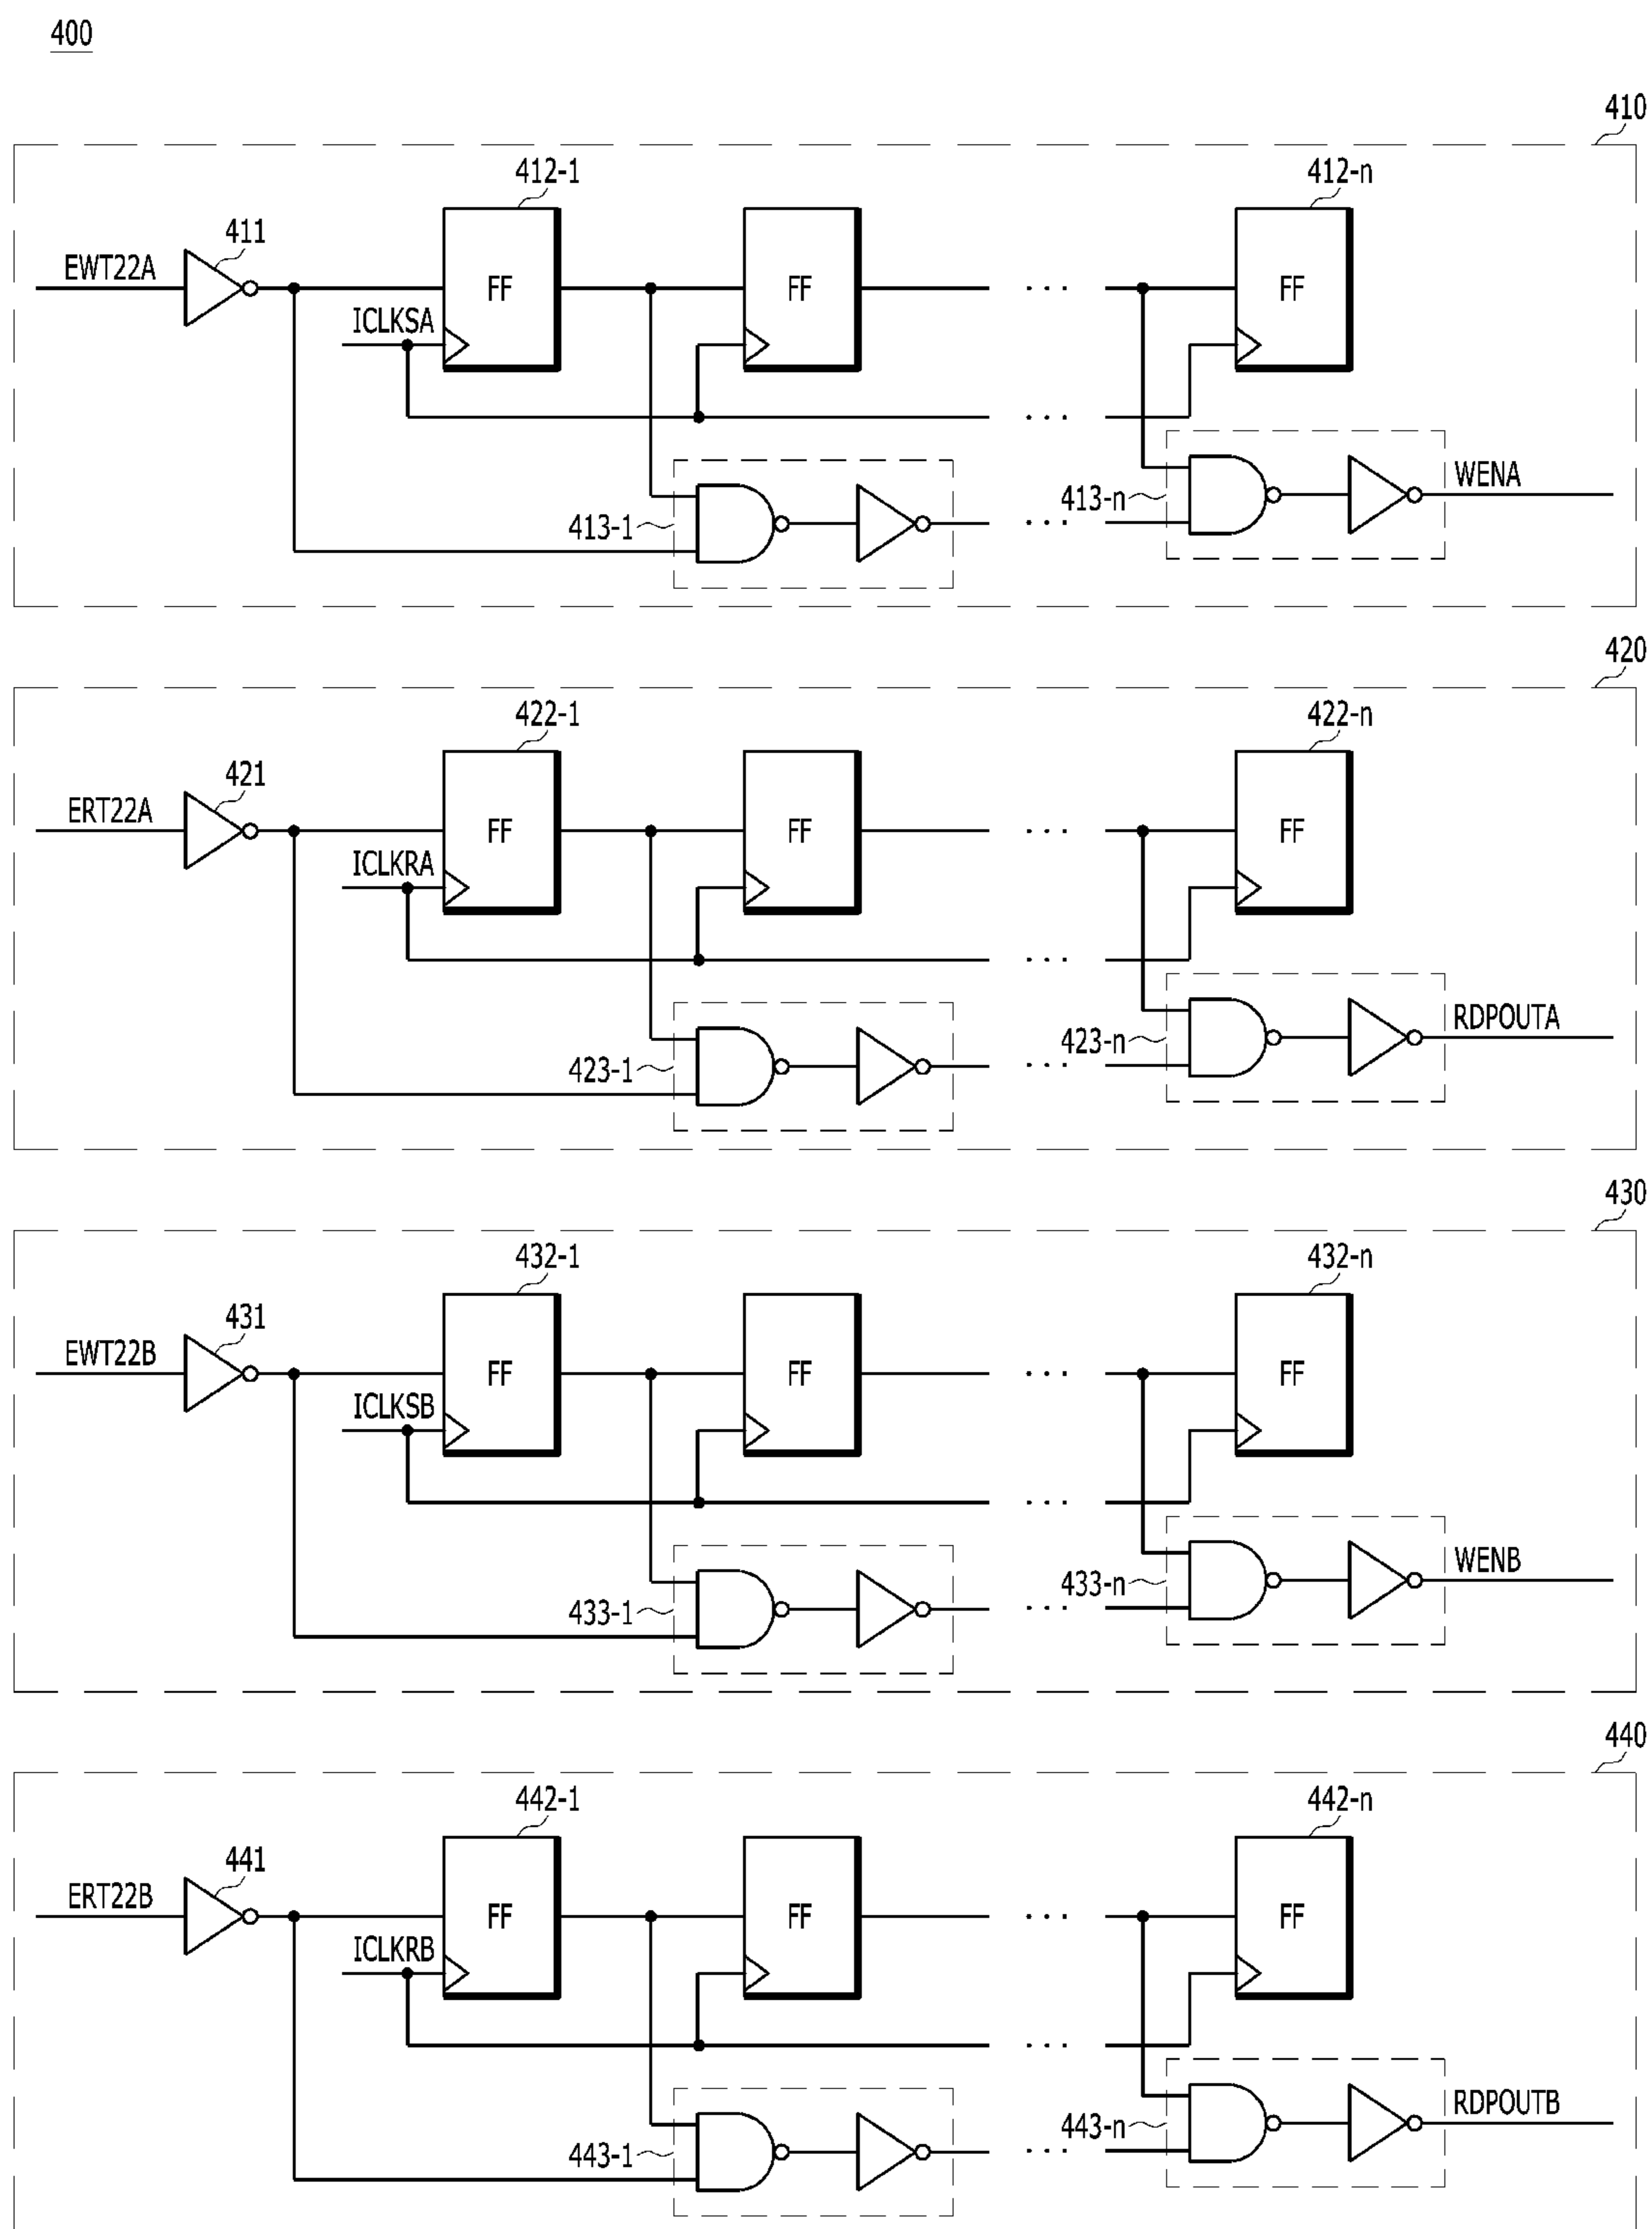 400
410
412-1
412-n
411
EWT22A
FF
FF
. . .
FF
ICLKSA
. . .
413-1
. . .
413-n
WENA
420
422-1
422-n
421
ERT22A
FF
FF
. . .
FF
ICLKRA
. . .
423-1
. . .
423-n
RDPOUTA
430
432-1
432-n
431
EWT22B
FF
FF
. . .
FF
ICLKSB
. . .
433-1
. . .
433-n
WENB
440
442-1
442-n
441
ERT22B
FF
FF
. . .
FF
ICLKRB
. . .
443-1
. . .
443-n
RDPOUTB